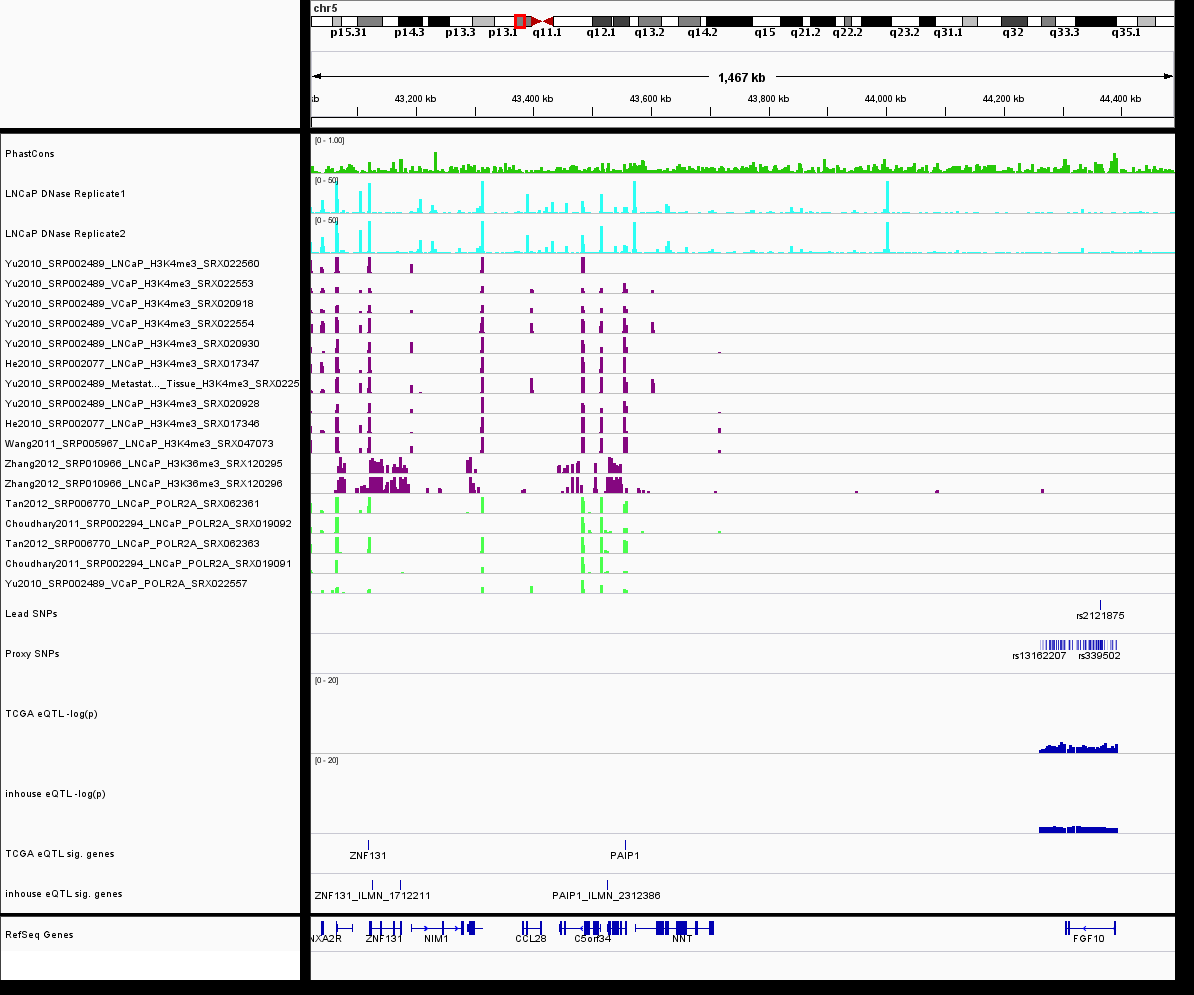 chr5
p15.31 p14.3 p13.3 p13.1 q11.1 q12.1 q13.2 q14.2 q15 q21.2 q22.2 q23.2 q31.1 q32 q33.3 q35.1
1,467 kb
kb 43,200 kb 43,400 kb 43,600 kb 43,800 kb 44,000 kb 44,200 kb 44,400 kb
[0 - 1.00]
PhastCons
[0 - 50]
LNCaP DNase Replicate1
[0 - 50]
LNCaP DNase Replicate2
Yu2010_SRP002489_LNCaP_H3K4me3_SRX022560
Yu2010_SRP002489_VCaP_H3K4me3_SRX022553
Yu2010_SRP002489_VCaP_H3K4me3_SRX020918
Yu2010_SRP002489_VCaP_H3K4me3_SRX022554
Yu2010_SRP002489_LNCaP_H3K4me3_SRX020930
He2010_SRP002077_LNCaP_H3K4me3_SRX017347
Yu2010_SRP002489_Metastat..._Tissue_H3K4me3_SRX0225
Yu2010_SRP002489_LNCaP_H3K4me3_SRX020928
He2010_SRP002077_LNCaP_H3K4me3_SRX017346
Wang2011_SRP005967_LNCaP_H3K4me3_SRX047073
Zhang2012_SRP010966_LNCaP_H3K36me3_SRX120295
Zhang2012_SRP010966_LNCaP_H3K36me3_SRX120296
Tan2012_SRP006770_LNCaP_POLR2A_SRX062361
Choudhary2011_SRP002294_LNCaP_POLR2A_SRX019092
Tan2012_SRP006770_LNCaP_POLR2A_SRX062363
Choudhary2011_SRP002294_LNCaP_POLR2A_SRX019091
Yu2010_SRP002489_VCaP_POLR2A_SRX022557
Lead SNPs
rs2121875
Proxy SNPs
rs13162207 rs339502
[0 - 20]
TCGA eQTL -log(p)
[0 - 20]
inhouse eQTL -log(p)
TCGA eQTL sig. genes
ZNF131 PAIP1
inhouse eQTL sig. genes
ZNF131_ILMN_1712211 PAIP1_ILMN_2312386
RefSeq Genes
NXA2R ZNF131 NIM1 CCL28 C5orf34 NNT FGF10